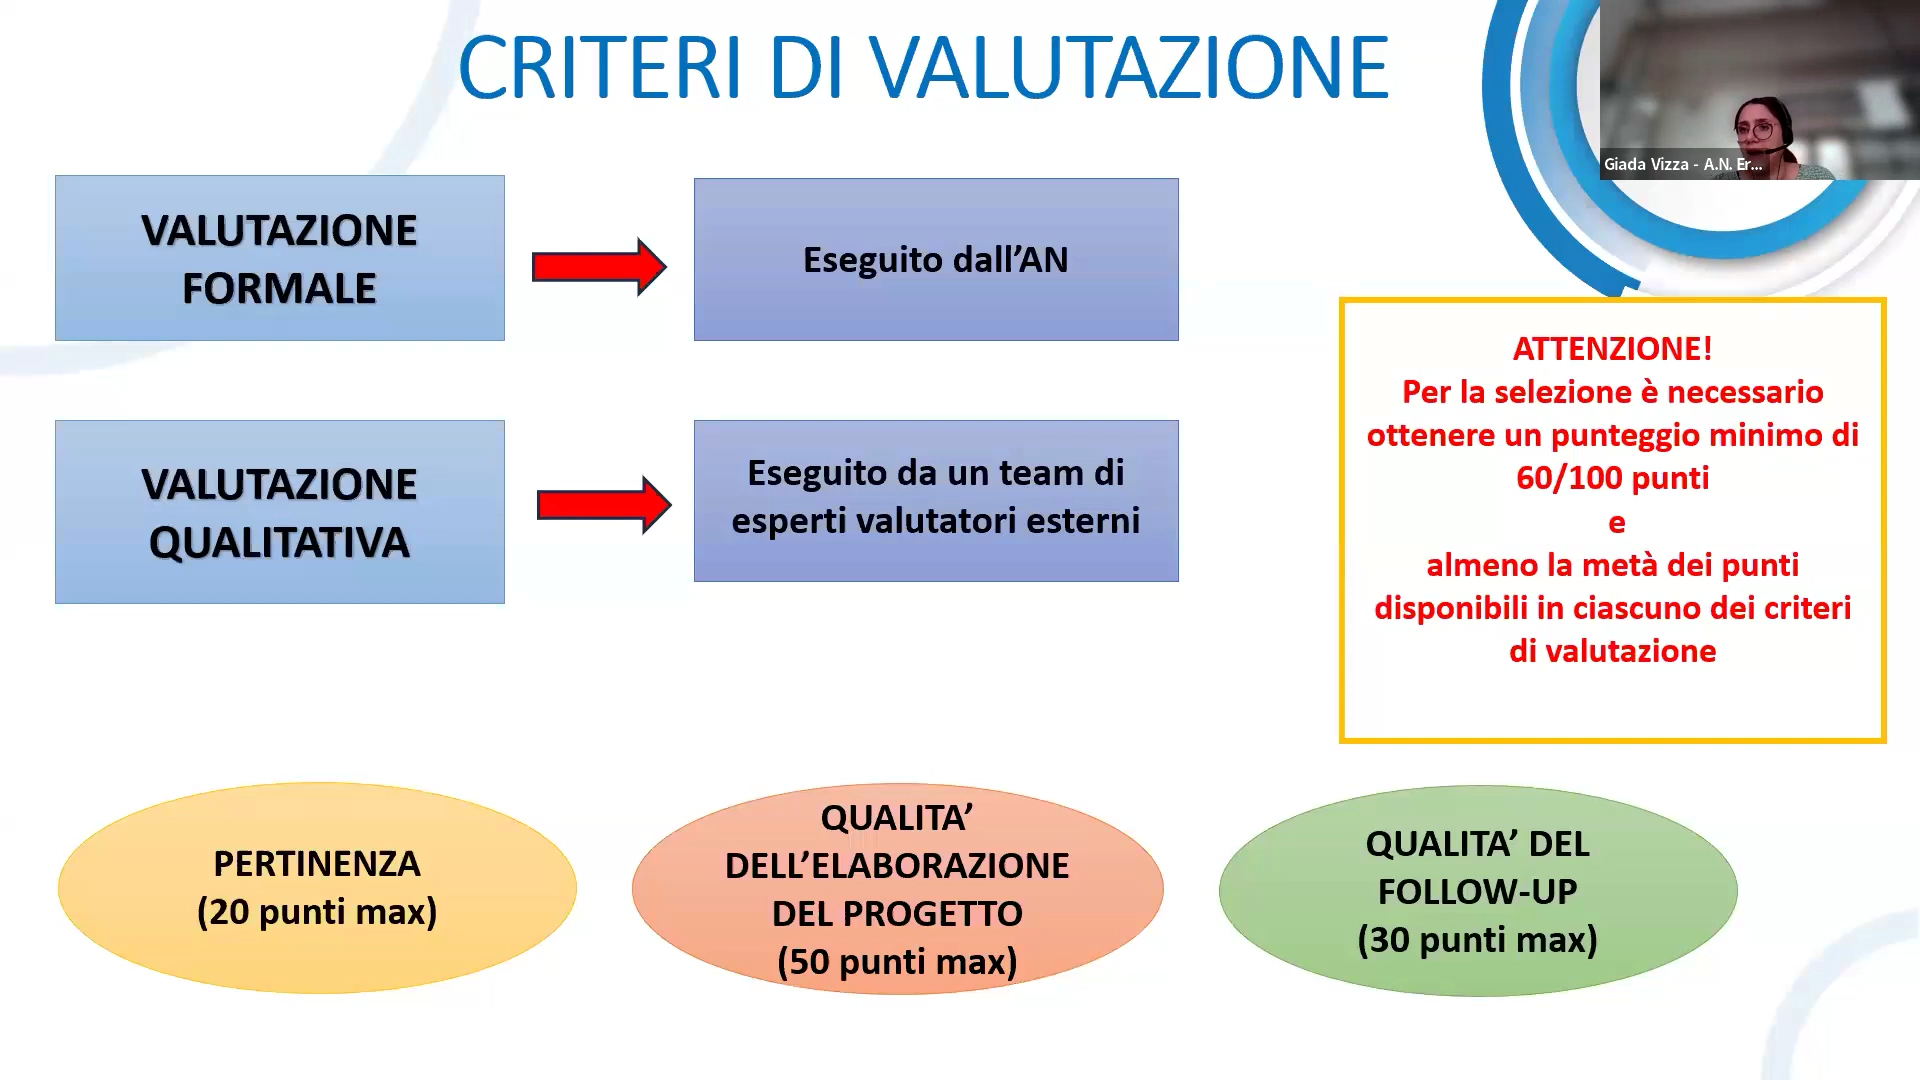 CRITERI DI VALUTAZIONE
Giada Vizza - A.N. Er...
VALUTAZIONE
FORMALE
Eseguito dall’AN
VALUTAZIONE
QUALITATIVA
Eseguito da un team di
esperti valutatori esterni
ATTENZIONE!
Per la selezione è necessario
ottenere un punteggio minimo di
60/100 punti
e
almeno la metà dei punti
disponibili in ciascuno dei criteri
di valutazione
PERTINENZA
(20 punti max)
QUALITA’
DELL’ELABORAZIONE
DEL PROGETTO
(50 punti max)
QUALITA’ DEL
FOLLOW-UP
(30 punti max)